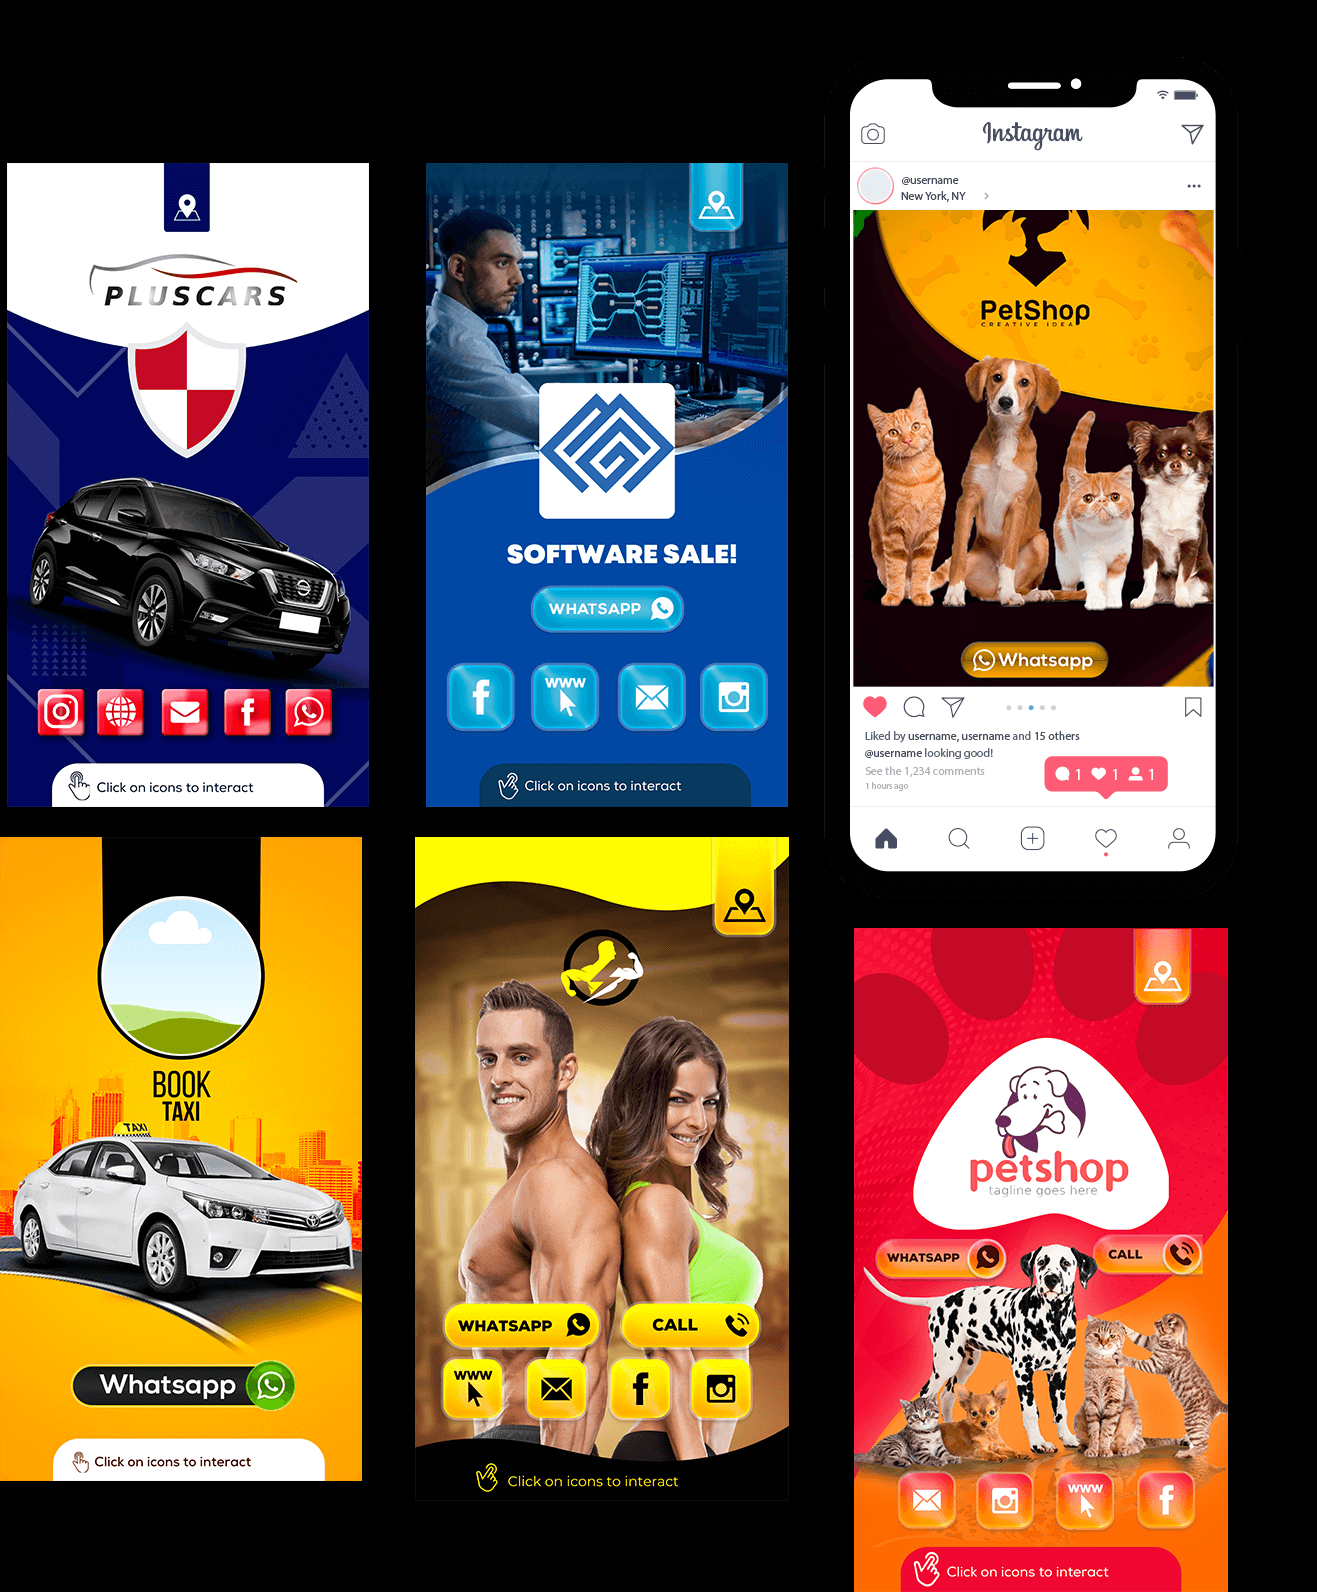 PLUSCARS
Click on icons to interact
SOFTWARE SALE!
WHATSAPP
WWW
Click on icons to interact
Instagram
@username
New York, NY
PetShop
CREATIVE IDEA
Whatsapp
Liked by username, username and 15 others
@username looking good!
See the 1,234 comments
1 hours ago
1 1 1
BOOK
TAXI
TAXI
Whatsapp
Click on icons to interact
WHATSAPP
CALL
WWW
Click on icons to interact
petshop
tagline goes here
WHATSAPP
CALL
WWW
Click on icons to interact